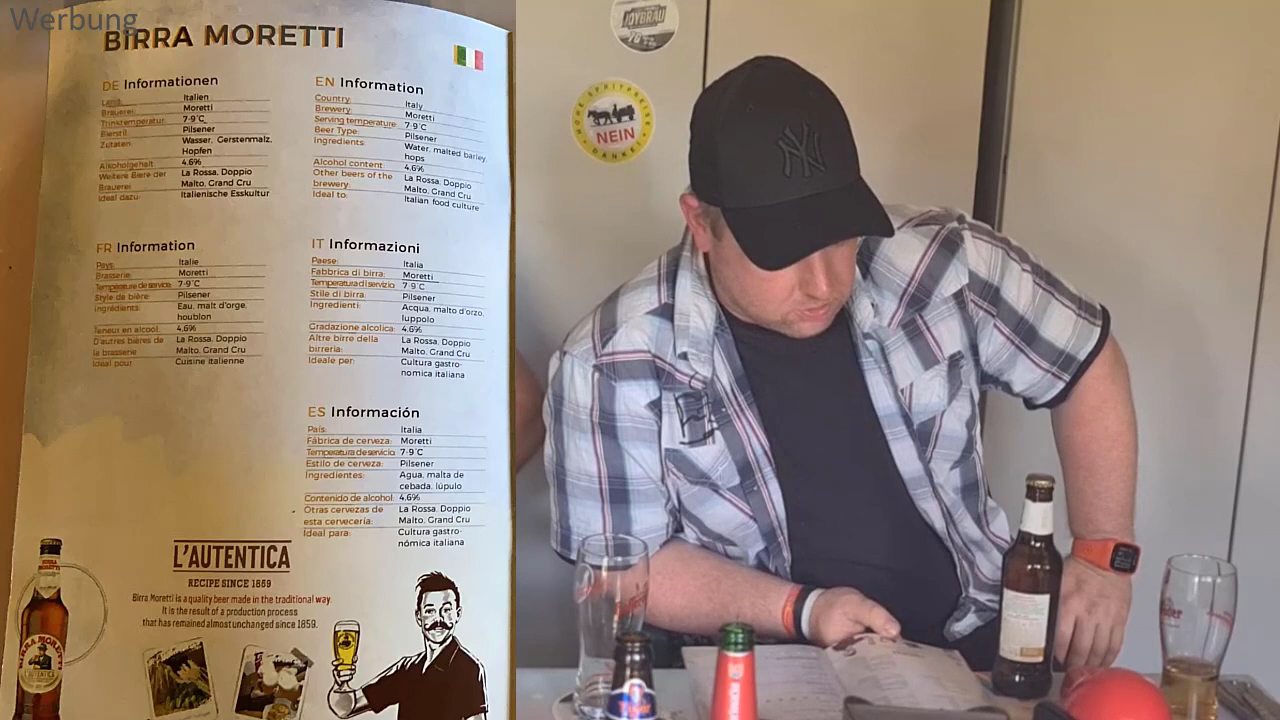 Werbung
BIRRA MORETTI
DE Informationen
Land: Italien
Brauerei: Moretti
Trinktemperatur: 7-9°C
Bierstil: Pilsener
Zutaten: Wasser, Gerstenmalz,
Hopfen
Alkoholgehalt: 4.6%
Weitere Biere der La Rossa, Doppio
Brauerei Malto, Grand Cru
Ideal dazu: Italienische Esskultur
EN Information
Country: Italy
Brewery: Moretti
Serving temperature: 7-9°C
Beer Type: Pilsener
Ingredients: Water, malted barley,
hops
Alcohol content: 4.6%
Other beers of the La Rossa, Doppio
brewery: Malto, Grand Cru
Ideal to: Italian food culture
FR Information
Pays: Italie
Brasserie: Moretti
Température de service: 7-9°C
Style de bière: Pilsener
Ingrédients: Eau, malt d'orge,
houblon
Teneur en alcool: 4.6%
D'autres bières de La Rossa, Doppio
la brasserie Malto, Grand Cru
Ideal pour Cuisine italienne
IT Informazioni
Paese: Italia
Fabbrica di birra: Moretti
Temperatura di servizio: 7-9°C
Stile di birra: Pilsener
Ingredienti: Acqua, malto d'orzo,
luppolo
Gradazione alcolica: 4.6%
Altre birre della La Rossa, Doppio
birreria: Malto, Grand Cru
Ideale per: Cultura gastro-
nomica italiana
ES Información
País: Italia
Fábrica de cerveza: Moretti
Temperatura de servicio: 7-9°C
Estilo de cerveza: Pilsener
Ingredientes: Agua, malta de
cebada, lúpulo
Contenido de alcohol: 4.6%
Otras cervezas de La Rossa, Doppio
esta cervecería: Malto, Grand Cru
Ideal para: Cultura gastro-
nómica italiana
L'AUTENTICA
RECIPE SINCE 1859
Birra Moretti is a quality beer made in the traditional way.
It is the result of a production process
that has remained almost unchanged since 1859.
BIRRA MORETTI
JOYBRÄU
HOHE SPRITPREISE
NEIN
DANKE!
NY
Tiger